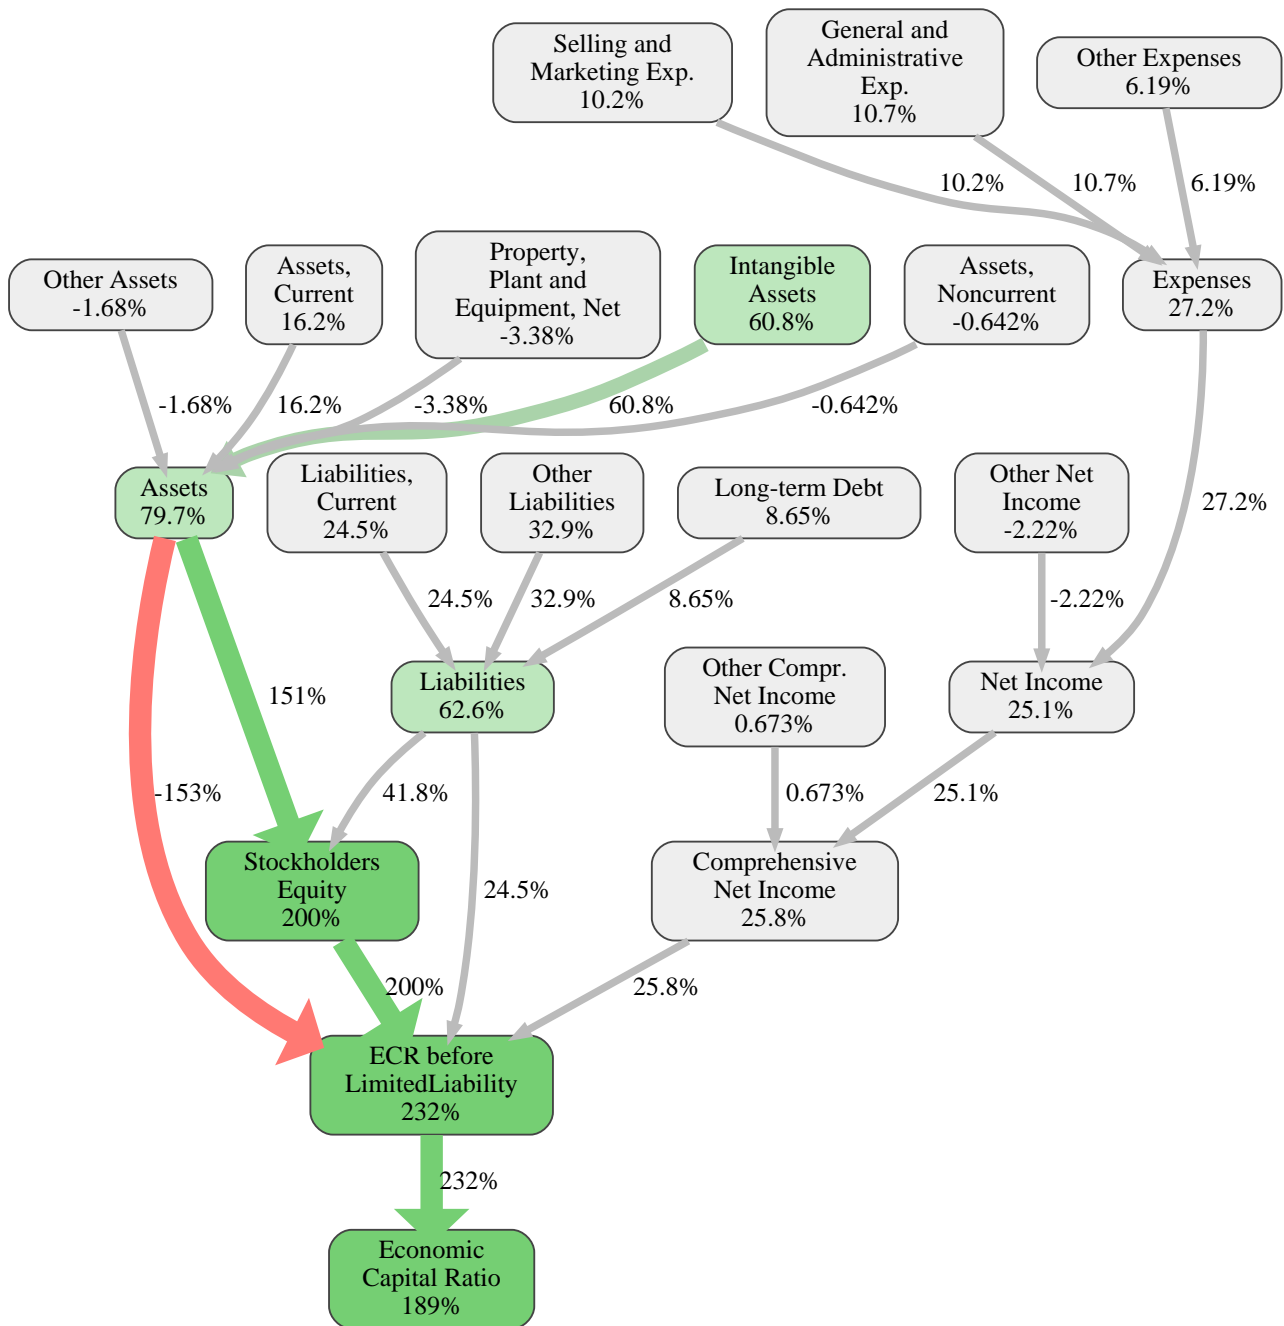 Selling and
Marketing Exp.
10.2%
General and
Administrative
Exp.
10.7%
Other Expenses
6.19%
10.2%
10.7%
6.19%
Other Assets
-1.68%
Assets,
Current
16.2%
Property,
Plant and
Equipment, Net
-3.38%
Intangible
Assets
60.8%
Assets,
Noncurrent
-0.642%
Expenses
27.2%
-1.68%
16.2%
-3.38%
60.8%
-0.642%
27.2%
Assets
79.7%
Liabilities,
Current
24.5%
Other
Liabilities
32.9%
Long-term Debt
8.65%
Other Net
Income
-2.22%
24.5%
32.9%
8.65%
-2.22%
Liabilities
62.6%
Other Compr.
Net Income
0.673%
Net Income
25.1%
151%
-153%
41.8%
0.673%
25.1%
Stockholders
Equity
200%
24.5%
Comprehensive
Net Income
25.8%
200%
25.8%
ECR before
LimitedLiability
232%
232%
Economic
Capital Ratio
189%